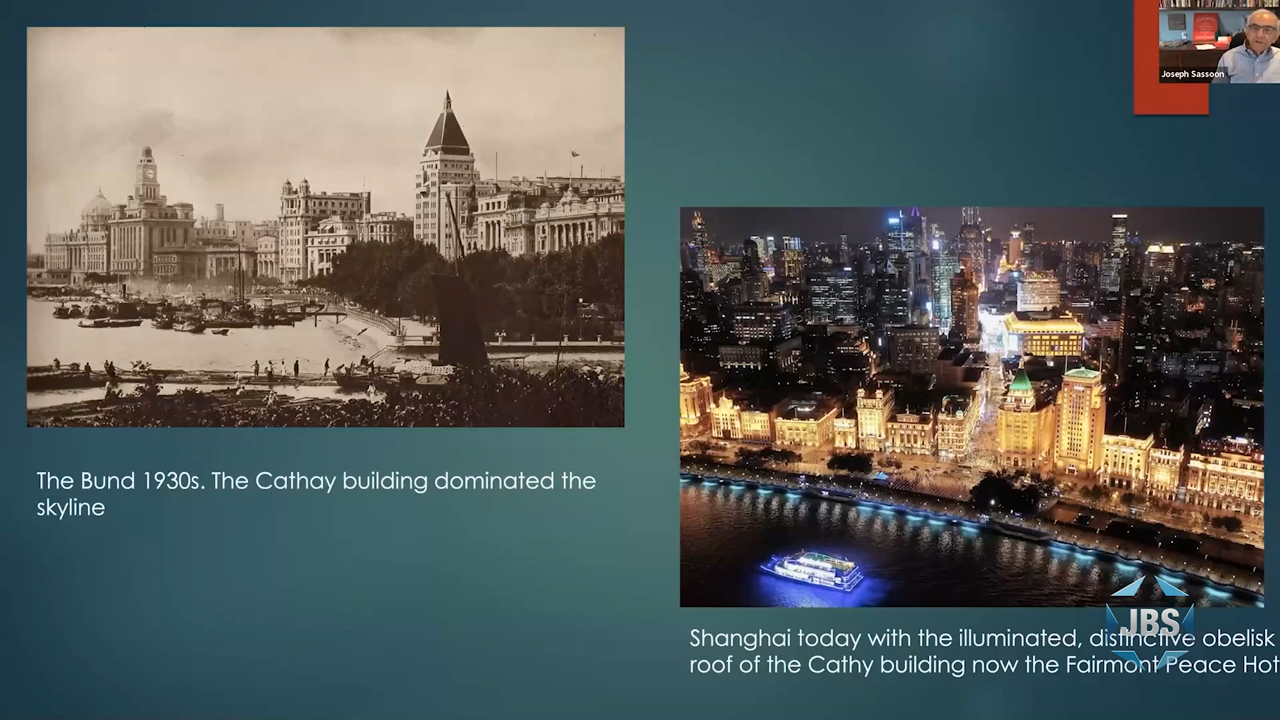 Joseph Sassoon
The Bund 1930s. The Cathay building dominated the
skyline
Shanghai today with the illuminated, distinctive obelisk
roof of the Cathy building now the Fairmont Peace Hot
JBS